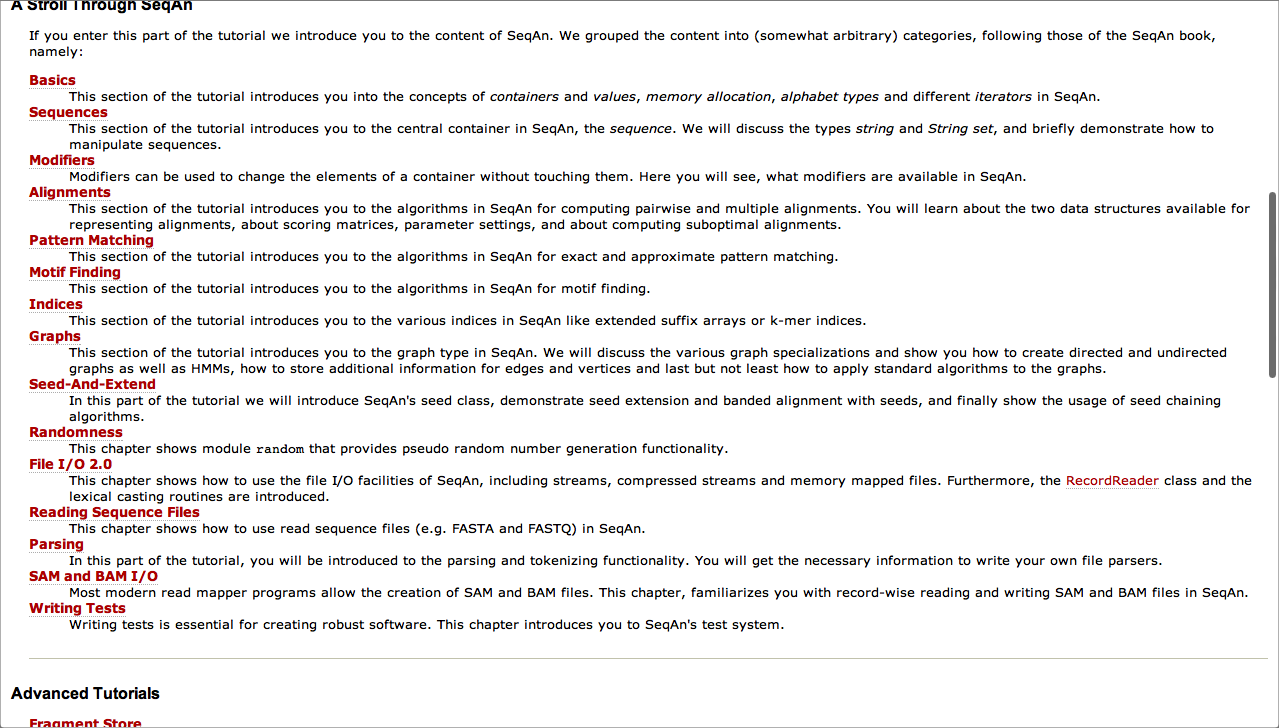 A Stroll Through SeqAn
If you enter this part of the tutorial we introduce you to the content of SeqAn. We grouped the content into (somewhat arbitrary) categories, following those of the SeqAn book,
namely:
Basics
This section of the tutorial introduces you into the concepts of containers and values, memory allocation, alphabet types and different iterators in SeqAn.
Sequences
This section of the tutorial introduces you to the central container in SeqAn, the sequence. We will discuss the types string and String set, and briefly demonstrate how to
manipulate sequences.
Modifiers
Modifiers can be used to change the elements of a container without touching them. Here you will see, what modifiers are available in SeqAn.
Alignments
This section of the tutorial introduces you to the algorithms in SeqAn for computing pairwise and multiple alignments. You will learn about the two data structures available for
representing alignments, about scoring matrices, parameter settings, and about computing suboptimal alignments.
Pattern Matching
This section of the tutorial introduces you to the algorithms in SeqAn for exact and approximate pattern matching.
Motif Finding
This section of the tutorial introduces you to the algorithms in SeqAn for motif finding.
Indices
This section of the tutorial introduces you to the various indices in SeqAn like extended suffix arrays or k-mer indices.
Graphs
This section of the tutorial introduces you to the graph type in SeqAn. We will discuss the various graph specializations and show you how to create directed and undirected
graphs as well as HMMs, how to store additional information for edges and vertices and last but not least how to apply standard algorithms to the graphs.
Seed-And-Extend
In this part of the tutorial we will introduce SeqAn's seed class, demonstrate seed extension and banded alignment with seeds, and finally show the usage of seed chaining
algorithms.
Randomness
This chapter shows module random that provides pseudo random number generation functionality.
File I/O 2.0
This chapter shows how to use the file I/O facilities of SeqAn, including streams, compressed streams and memory mapped files. Furthermore, the RecordReader class and the
lexical casting routines are introduced.
Reading Sequence Files
This chapter shows how to use read sequence files (e.g. FASTA and FASTQ) in SeqAn.
Parsing
In this part of the tutorial, you will be introduced to the parsing and tokenizing functionality. You will get the necessary information to write your own file parsers.
SAM and BAM I/O
Most modern read mapper programs allow the creation of SAM and BAM files. This chapter, familiarizes you with record-wise reading and writing SAM and BAM files in SeqAn.
Writing Tests
Writing tests is essential for creating robust software. This chapter introduces you to SeqAn's test system.
Advanced Tutorials
Fragment Store